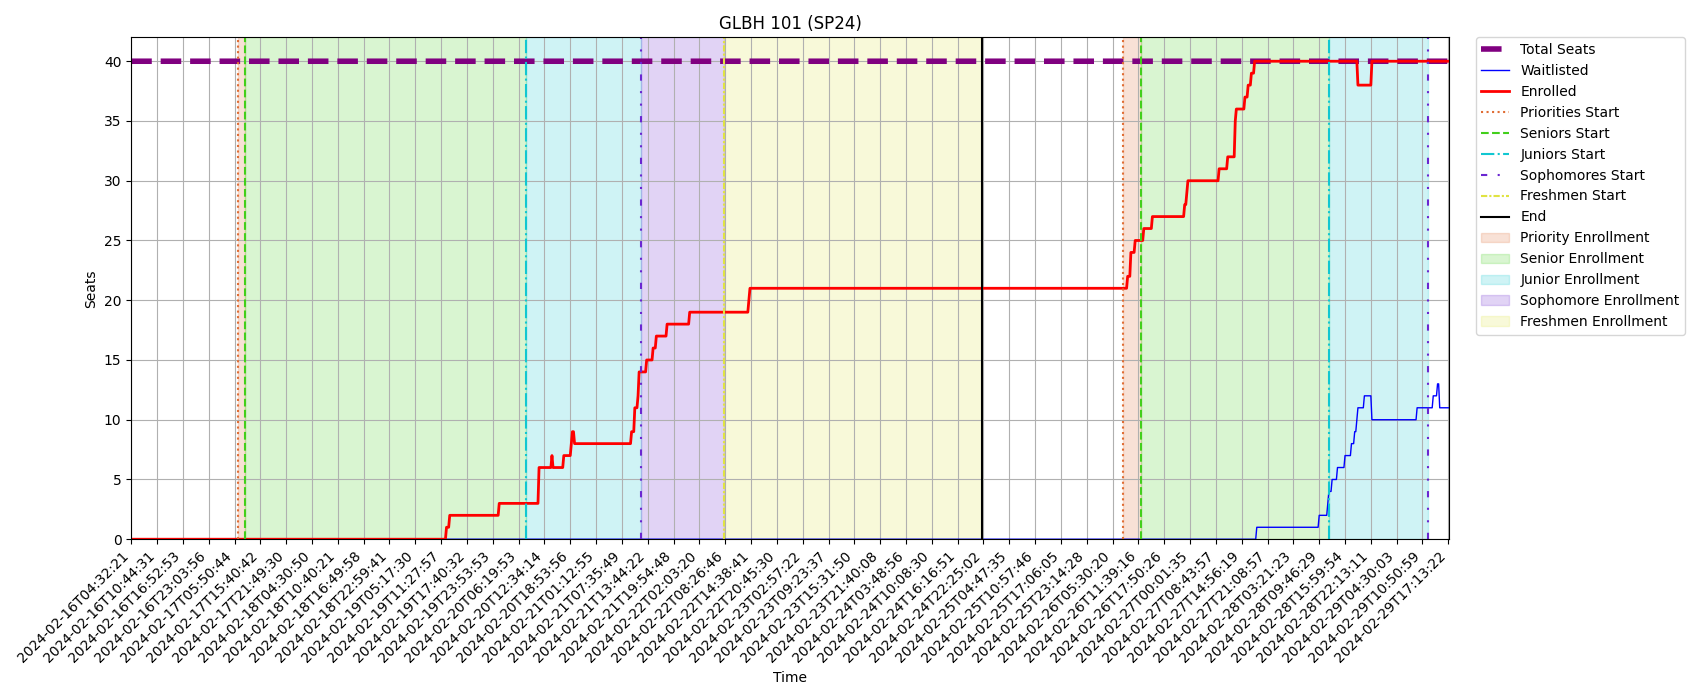 GLBH 101 (SP24)
Seats
40
35
30
25
20
15
10
5
0
2024-02-16T04:32:21
2024-02-16T10:44:31
2024-02-16T16:52:53
2024-02-16T23:03:56
2024-02-17T05:50:44
2024-02-17T15:40:42
2024-02-17T21:49:30
2024-02-18T04:30:50
2024-02-18T10:40:21
2024-02-18T16:49:58
2024-02-18T22:59:41
2024-02-19T05:17:30
2024-02-19T11:27:57
2024-02-19T17:40:32
2024-02-19T23:53:53
2024-02-20T06:19:53
2024-02-20T12:34:14
2024-02-20T18:53:56
2024-02-21T01:12:55
2024-02-21T07:35:49
2024-02-21T13:44:22
2024-02-21T19:54:48
2024-02-22T02:03:20
2024-02-22T08:26:46
2024-02-22T14:38:41
2024-02-22T20:45:30
2024-02-23T02:57:22
2024-02-23T09:23:37
2024-02-23T15:31:50
2024-02-23T21:40:08
2024-02-24T03:48:56
2024-02-24T10:08:30
2024-02-24T16:16:51
2024-02-24T22:25:02
2024-02-25T04:47:35
2024-02-25T10:57:46
2024-02-25T17:06:05
2024-02-25T23:14:28
2024-02-26T05:30:20
2024-02-26T11:39:16
2024-02-26T17:50:26
2024-02-27T00:01:35
2024-02-27T08:43:57
2024-02-27T14:56:19
2024-02-27T21:08:57
2024-02-28T03:21:23
2024-02-28T09:46:29
2024-02-28T15:59:54
2024-02-28T22:13:11
2024-02-29T04:30:03
2024-02-29T10:50:59
2024-02-29T17:13:22
Time
Total Seats
Waitlisted
Enrolled
Priorities Start
Seniors Start
Juniors Start
Sophomores Start
Freshmen Start
End
Priority Enrollment
Senior Enrollment
Junior Enrollment
Sophomore Enrollment
Freshmen Enrollment